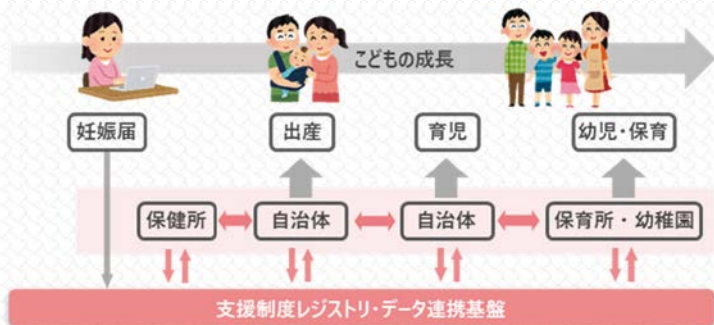 こどもの成長
妊娠届
出産
育児
幼児・保育
保健所
自治体
自治体
保育所・幼稚園
支援制度レジストリ・データ連携基盤